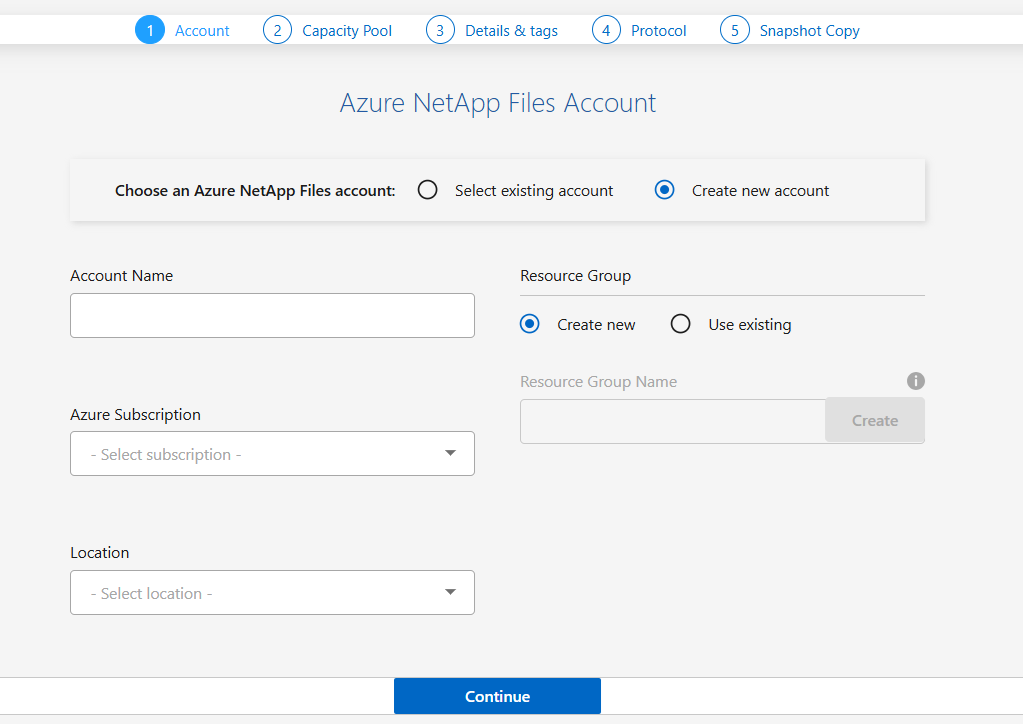 1 Account 2 Capacity Pool 3 Details & tags 4 Protocol 5 Snapshot Copy
Azure NetApp Files Account
Choose an Azure NetApp Files account: Select existing account Create new account
Account Name
Resource Group
Create new Use existing
Resource Group Name i
Create
Azure Subscription
- Select subscription -
Location
- Select location -
Continue